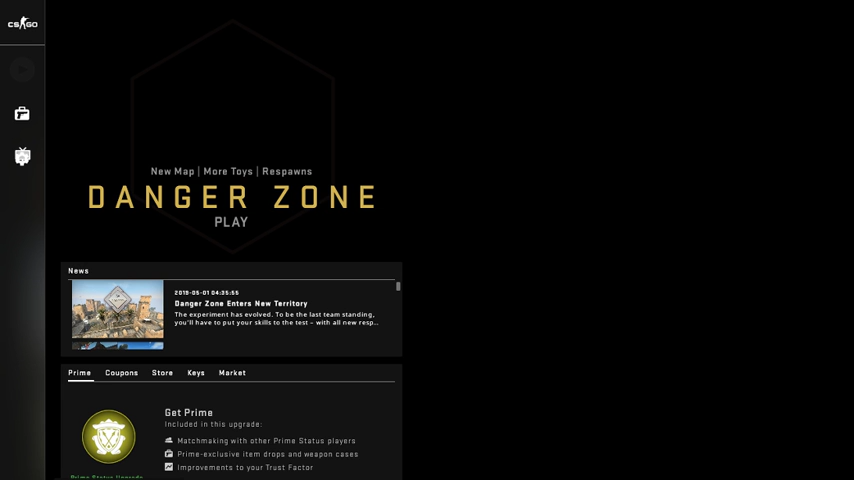 CS GO
New Map | More Toys | Respawns
DANGER ZONE
PLAY
News
2019-05-01 04:35:55
Danger Zone Enters New Territory
The experiment has evolved. To be the last team standing,
you'll have to put your skills to the test – with all new resp...
Prime Coupons Store Keys Market
Get Prime
Included in this upgrade:
Matchmaking with other Prime Status players
Prime-exclusive item drops and weapon cases
Improvements to your Trust Factor
Prime Status Upgrade